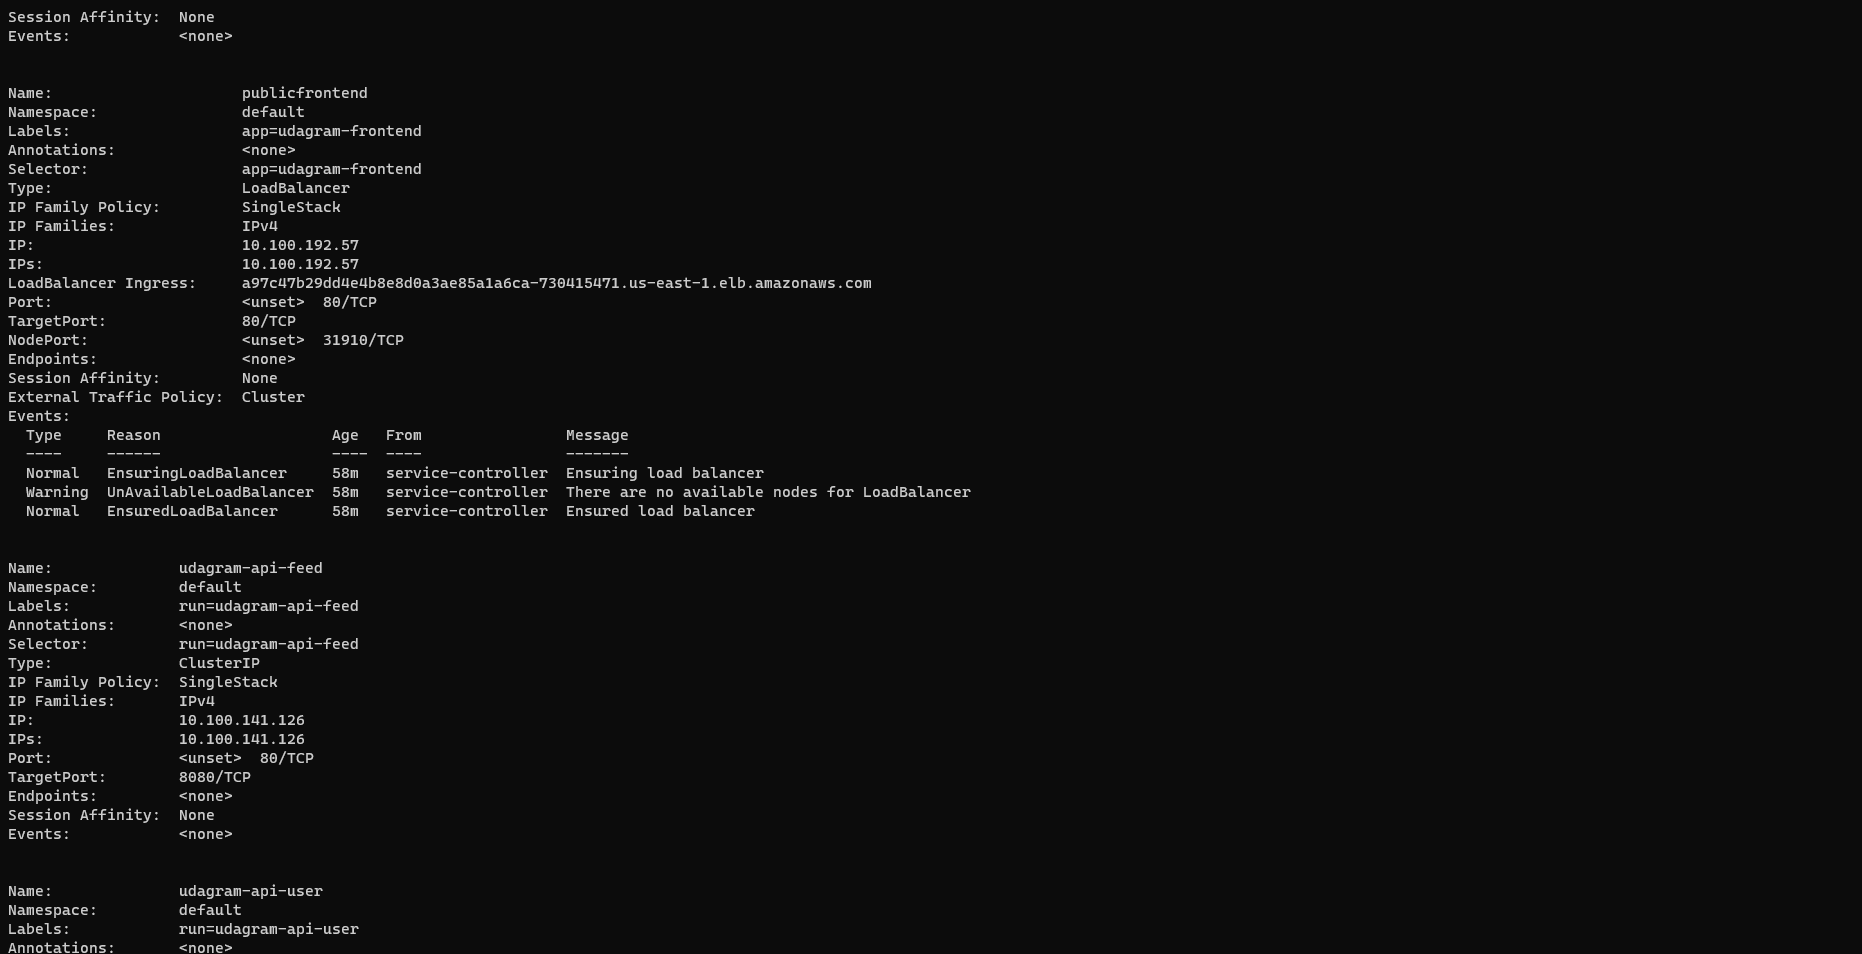 Session Affinity:  None
Events:            <none>
Name:                     publicfrontend
Namespace:                default
Labels:                   app=udagram-frontend
Annotations:              <none>
Selector:                 app=udagram-frontend
Type:                     LoadBalancer
IP Family Policy:         SingleStack
IP Families:              IPv4
IP:                       10.100.192.57
IPs:                      10.100.192.57
LoadBalancer Ingress:     a97c47b29dd4e4b8e8d0a3ae85a1a6ca-730415471.us-east-1.elb.amazonaws.com
Port:                     <unset>  80/TCP
TargetPort:               80/TCP
NodePort:                 <unset>  31910/TCP
Endpoints:                <none>
Session Affinity:         None
External Traffic Policy:  Cluster
Events:
  Type     Reason                   Age   From                Message
  ----     ------                   ----  ----                -------
  Normal   EnsuringLoadBalancer     58m   service-controller  Ensuring load balancer
  Warning  UnAvailableLoadBalancer  58m   service-controller  There are no available nodes for LoadBalancer
  Normal   EnsuredLoadBalancer      58m   service-controller  Ensured load balancer
Name:              udagram-api-feed
Namespace:         default
Labels:            run=udagram-api-feed
Annotations:       <none>
Selector:          run=udagram-api-feed
Type:              ClusterIP
IP Family Policy:  SingleStack
IP Families:       IPv4
IP:                10.100.141.126
IPs:               10.100.141.126
Port:              <unset>  80/TCP
TargetPort:        8080/TCP
Endpoints:         <none>
Session Affinity:  None
Events:            <none>
Name:              udagram-api-user
Namespace:         default
Labels:            run=udagram-api-user
Annotations:       <none>